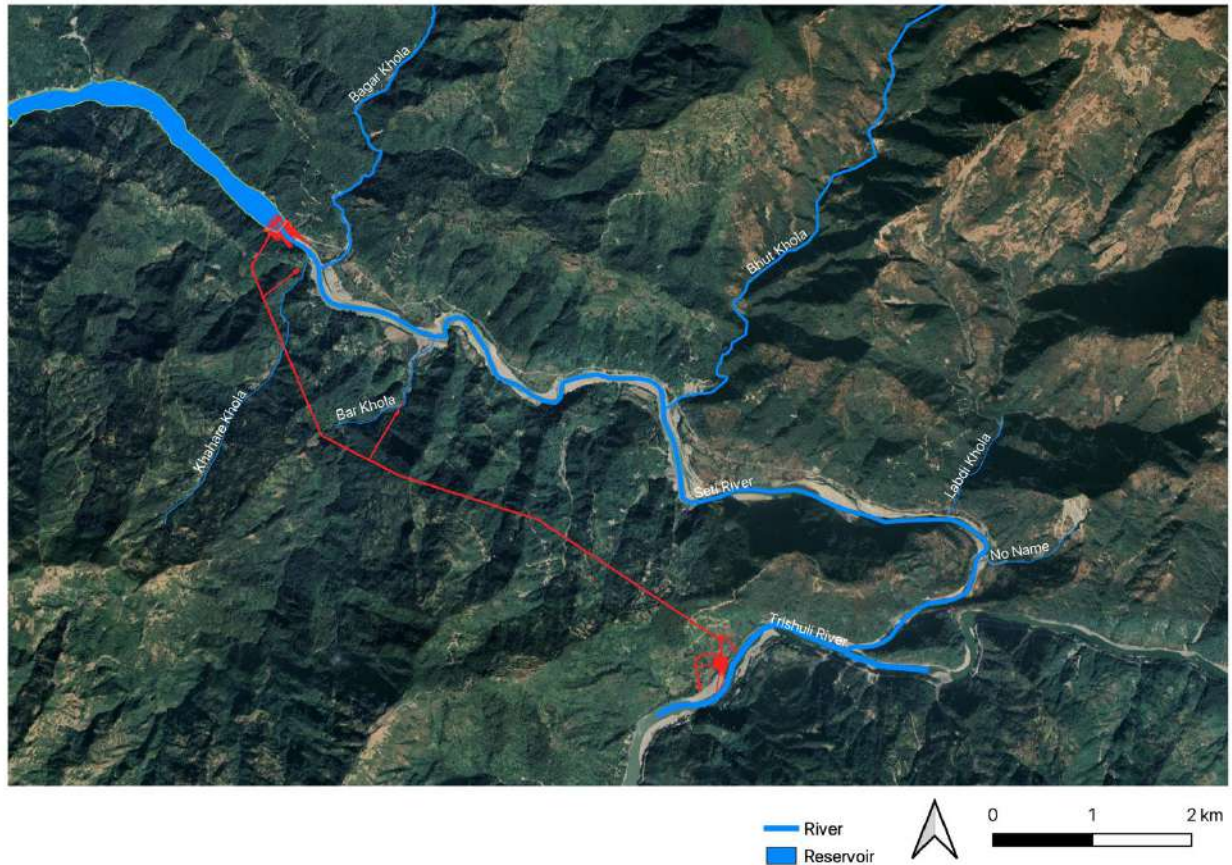 Bagar Khola
Bhut Khola
Khahare Khola
Bar Khola
Seti River
Labdi Khola
No Name
Trishuli River
River
Reservoir
0 1 2 km